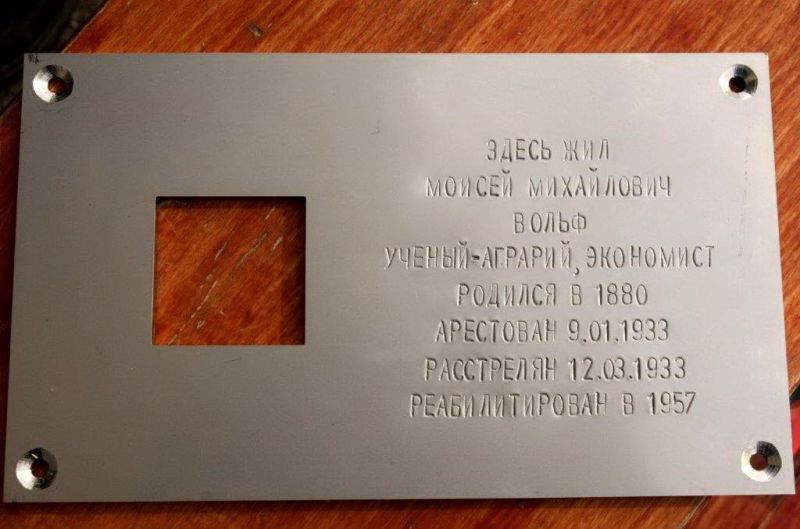 ЗДЕСЬ ЖИЛ
МОИСЕЙ МИХАЙЛОВИЧ
ВОЛЬФ
УЧЕНЫЙ-АГРАРИЙ, ЭКОНОМИСТ
РОДИЛСЯ В 1880
АРЕСТОВАН 9.01.1933
РАССТРЕЛЯН 12.03.1933
РЕАБИЛИТИРОВАН В 1957